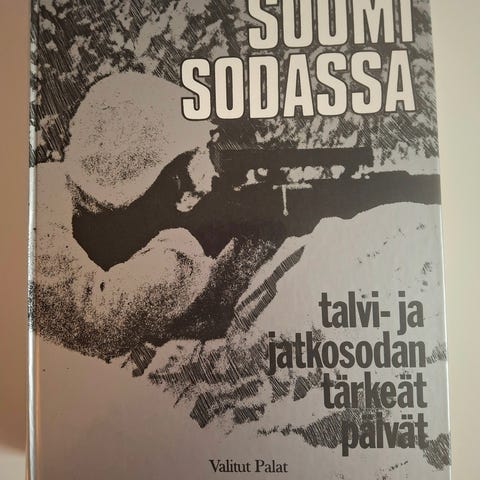 SUOMI
SODASSA
talvi- ja
jatkosodan
tärkeät
päivät
Valitut Palat